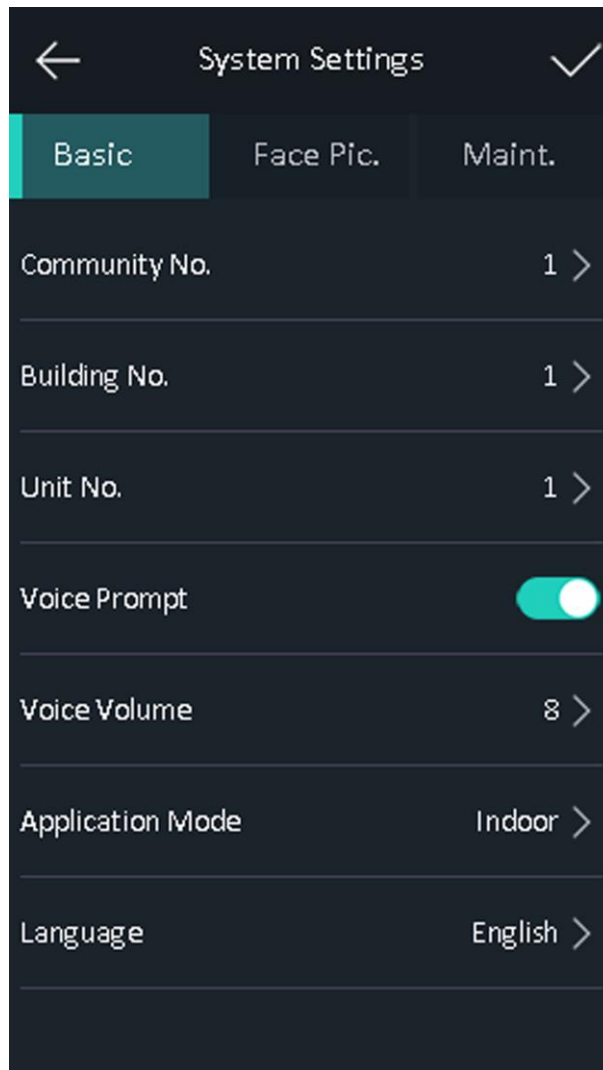 System Settings
Basic Face Pic. Maint.
Community No. 1
Building No. 1
Unit No. 1
Voice Prompt
Voice Volume 8
Application Mode Indoor
Language English